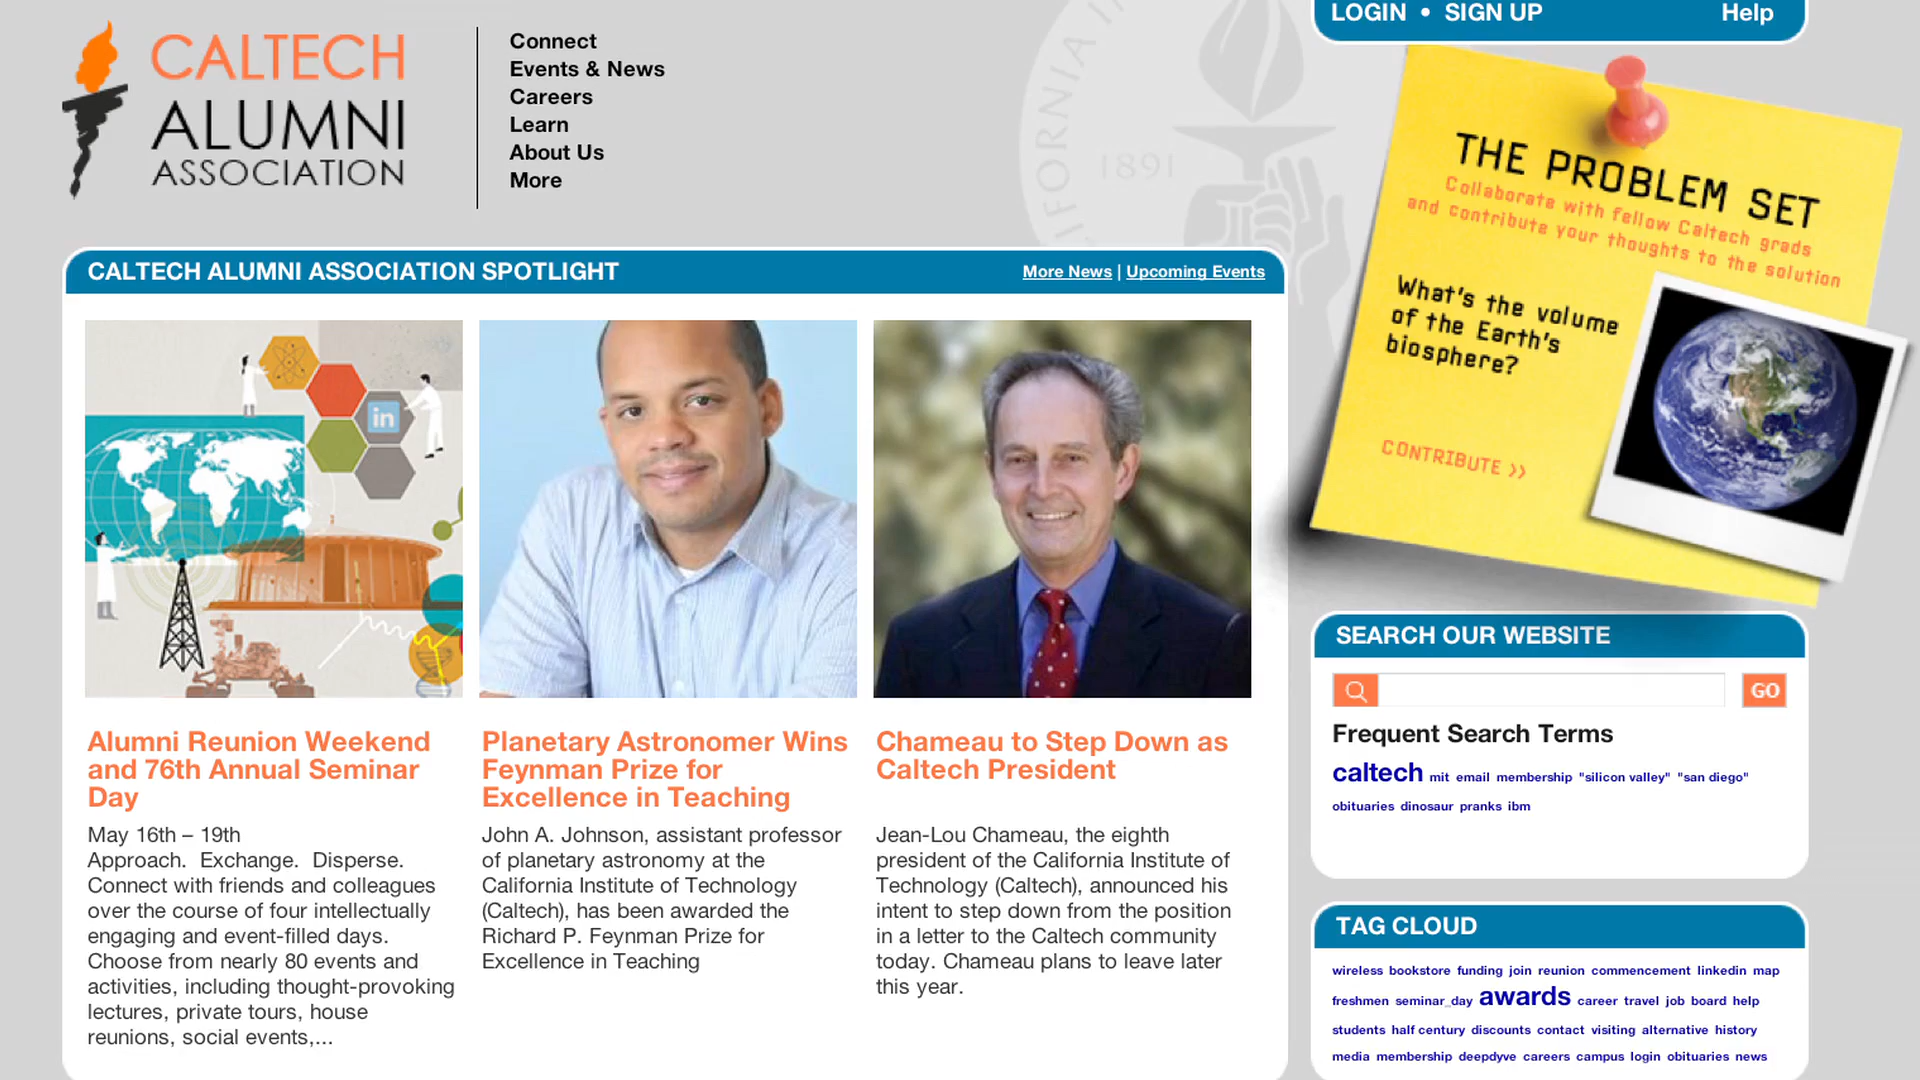 CALTECH
ALUMNI
ASSOCIATION
Connect
Events & News
Careers
Learn
About Us
More
CALIFORNIA I
1891
LOGIN • SIGN UP
Help
THE PROBLEM SET
Collaborate with fellow Caltech grads
and contribute your thoughts to the solution
What's the volume
of the Earth's
biosphere?
CONTRIBUTE >>
CALTECH ALUMNI ASSOCIATION SPOTLIGHT
More News | Upcoming Events
in
Alumni Reunion Weekend
and 76th Annual Seminar
Day
May 16th – 19th
Approach. Exchange. Disperse.
Connect with friends and colleagues
over the course of four intellectually
engaging and event-filled days.
Choose from nearly 80 events and
activities, including thought-provoking
lectures, private tours, house
reunions, social events,...
Planetary Astronomer Wins
Feynman Prize for
Excellence in Teaching
John A. Johnson, assistant professor
of planetary astronomy at the
California Institute of Technology
(Caltech), has been awarded the
Richard P. Feynman Prize for
Excellence in Teaching
Chameau to Step Down as
Caltech President
Jean-Lou Chameau, the eighth
president of the California Institute of
Technology (Caltech), announced his
intent to step down from the position
in a letter to the Caltech community
today. Chameau plans to leave later
this year.
SEARCH OUR WEBSITE
GO
Frequent Search Terms
caltech mit email membership "silicon valley" "san diego"
obituaries dinosaur pranks ibm
TAG CLOUD
wireless bookstore funding join reunion commencement linkedin map
freshmen seminar_day awards career travel job board help
students half century discounts contact visiting alternative history
media membership deepdyve careers campus login obituaries news